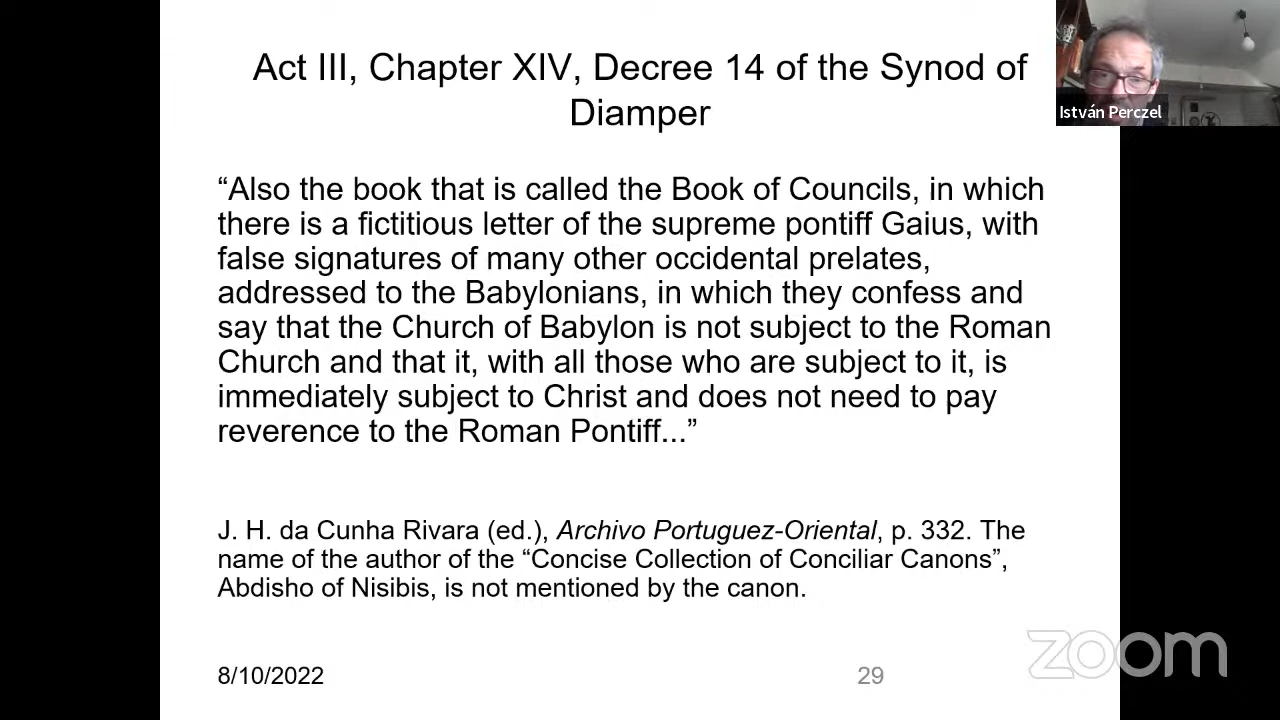 Act III, Chapter XIV, Decree 14 of the Synod of
Diamper
István Perczel
“Also the book that is called the Book of Councils, in which
there is a fictitious letter of the supreme pontiff Gaius, with
false signatures of many other occidental prelates,
addressed to the Babylonians, in which they confess and
say that the Church of Babylon is not subject to the Roman
Church and that it, with all those who are subject to it, is
immediately subject to Christ and does not need to pay
reverence to the Roman Pontiff...”
J. H. da Cunha Rivara (ed.), Archivo Portuguez-Oriental, p. 332. The
name of the author of the “Concise Collection of Conciliar Canons”,
Abdisho of Nisibis, is not mentioned by the canon.
8/10/2022
29
zoom